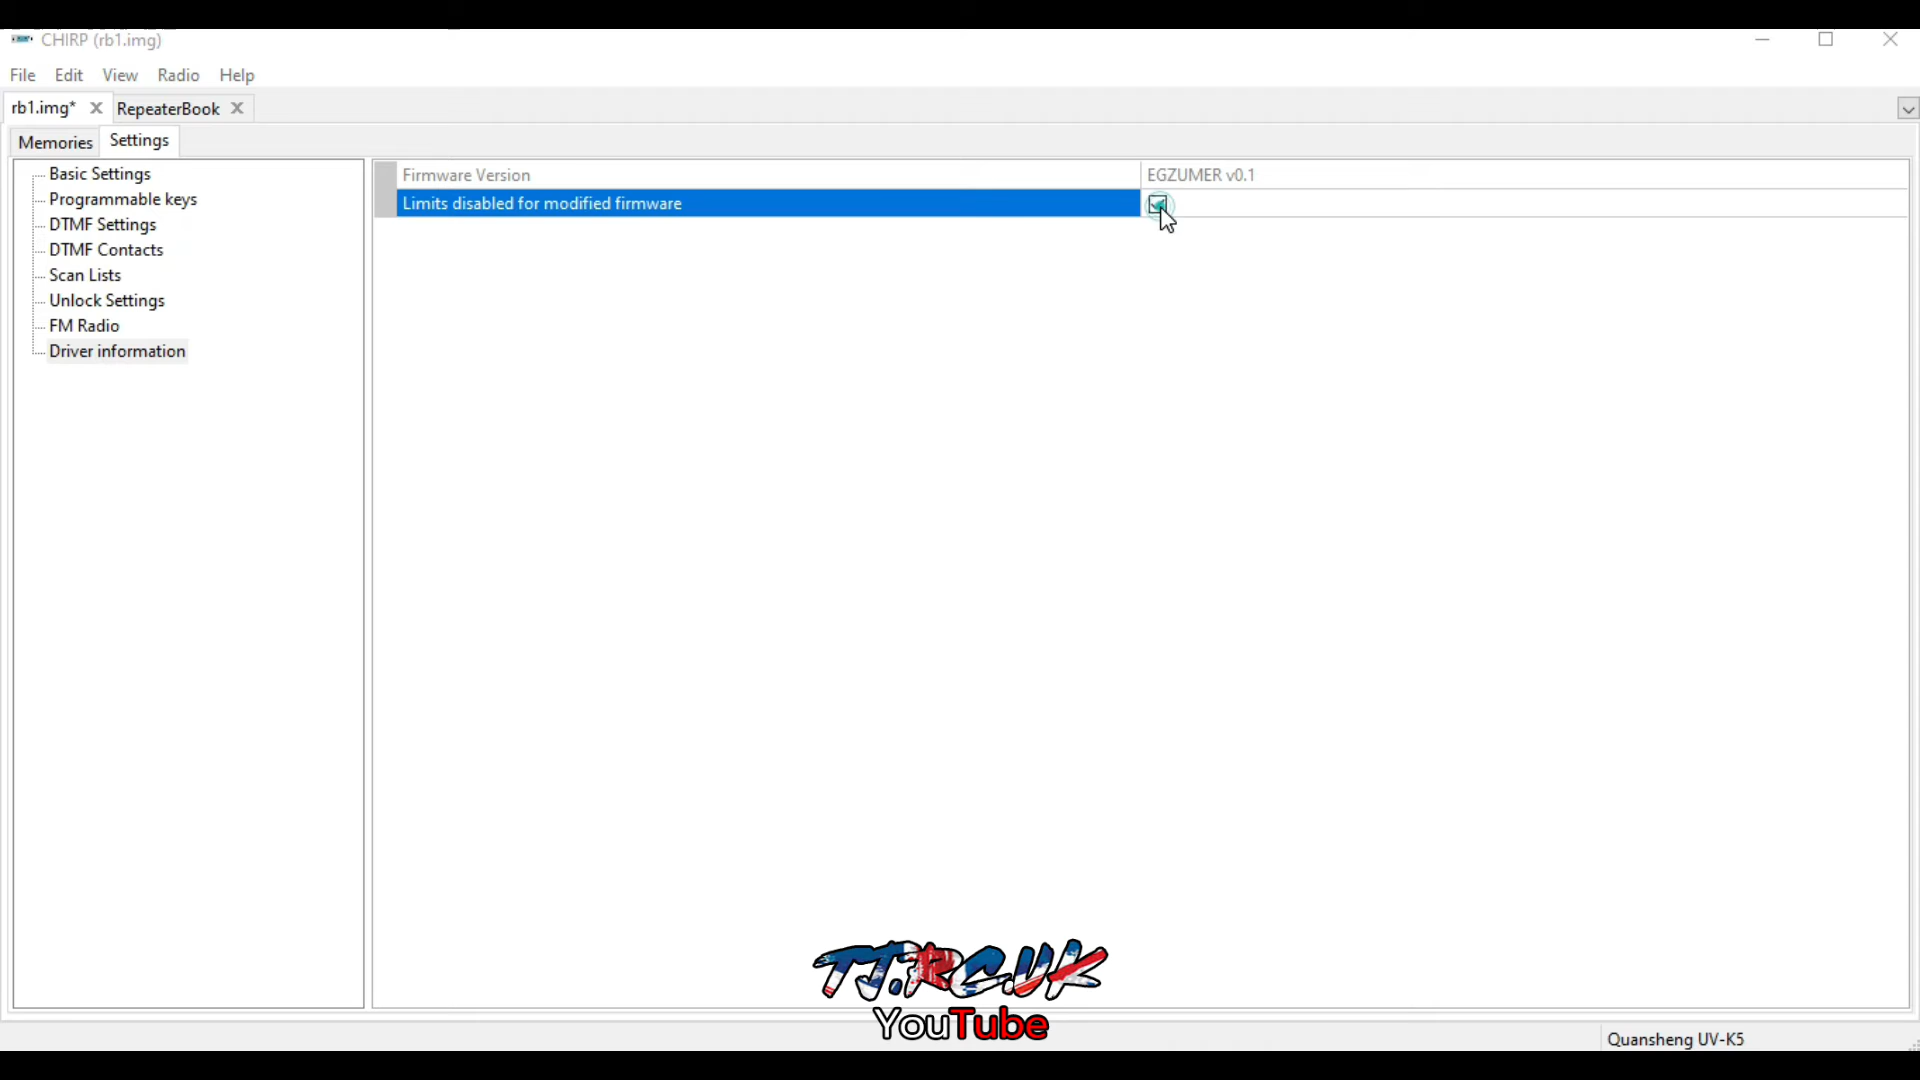 CHIRP (rb1.img)
File Edit View Radio Help
rb1.img* RepeaterBook
Memories Settings
Basic Settings
Programmable keys
DTMF Settings
DTMF Contacts
Scan Lists
Unlock Settings
FM Radio
Driver information
Firmware Version EGZUMER v0.1
Limits disabled for modified firmware
TJ.RC.UK
YouTube
Quansheng UV-K5